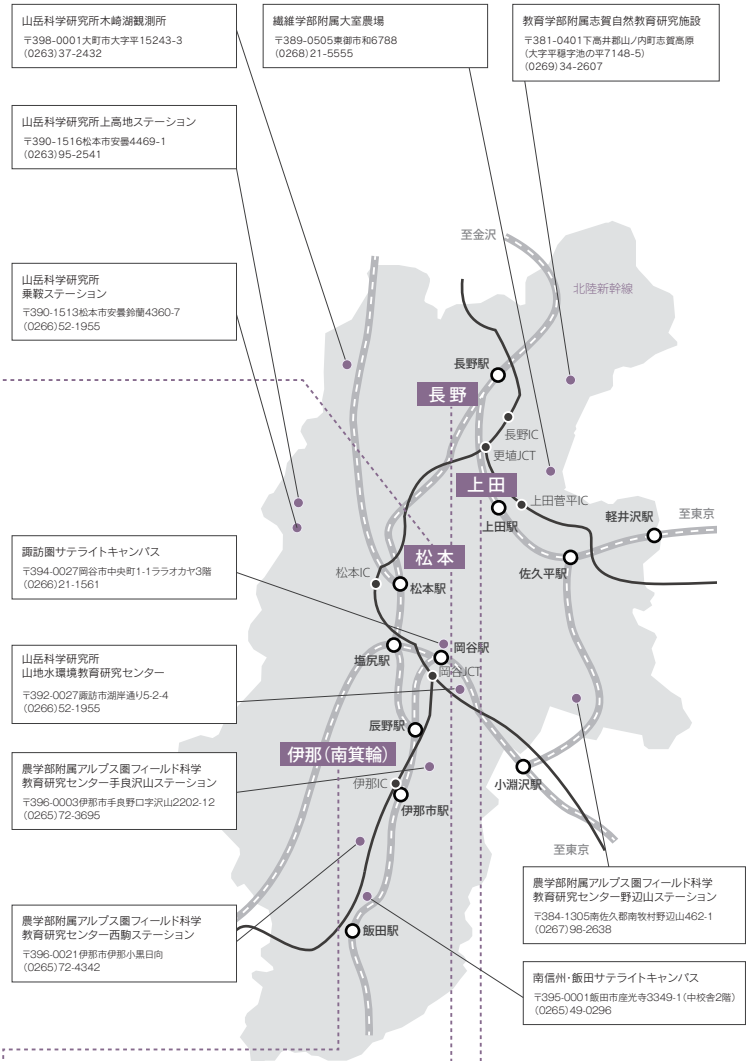 山岳科学研究所木崎湖観測所
〒398-0001大町市大字平15243-3
(0263)37-2432
繊維学部附属大室農場
〒389-0505東御市和6788
(0268)21-5555
教育学部附属志賀自然教育研究施設
〒381-0401下高井郡山ノ内町志賀高原
(大字平穏字池の平7148-5)
(0269)34-2607
山岳科学研究所上高地ステーション
〒390-1516松本市安曇4469-1
(0263)95-2541
山岳科学研究所
乗鞍ステーション
〒390-1513松本市安曇鈴蘭4360-7
(0266)52-1955
至金沢
北陸新幹線
長野駅
長野
長野IC
更埴JCT
上田
上田菅平IC
上田駅
軽井沢駅
至東京
佐久平駅
松本
松本IC
松本駅
諏訪圏サテライトキャンパス
〒394-0027岡谷市中央町1-1ララオカヤ3階
(0266)21-1561
塩尻駅
岡谷駅
岡谷JCT
山岳科学研究所
山地水環境教育研究センター
〒392-0027諏訪市湖岸通り5-2-4
(0266)52-1955
辰野駅
伊那(南箕輪)
伊那IC
伊那市駅
小淵沢駅
至東京
農学部附属アルプス圏フィールド科学
教育研究センター手良沢山ステーション
〒396-0003伊那市手良野口字沢山2202-12
(0265)72-3695
農学部附属アルプス圏フィールド科学
教育研究センター野辺山ステーション
〒384-1305南佐久郡南牧村野辺山462-1
(0267)98-2638
農学部附属アルプス圏フィールド科学
教育研究センター西駒ステーション
〒396-0021伊那市伊那小黒日向
(0265)72-4342
飯田駅
南信州・飯田サテライトキャンパス
〒395-0001飯田市座光寺3349-1(中校舎2階)
(0265)49-0296